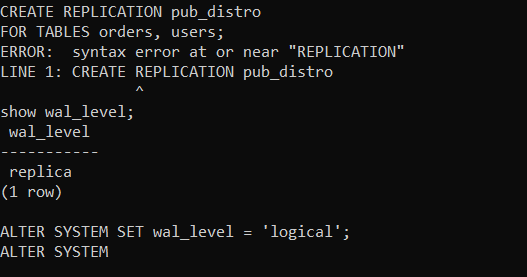 CREATE REPLICATION pub_distro
FOR TABLES orders, users;
ERROR:  syntax error at or near "REPLICATION"
LINE 1: CREATE REPLICATION pub_distro
               ^
show wal_level;
 wal_level
-----------
 replica
(1 row)

ALTER SYSTEM SET wal_level = 'logical';
ALTER SYSTEM